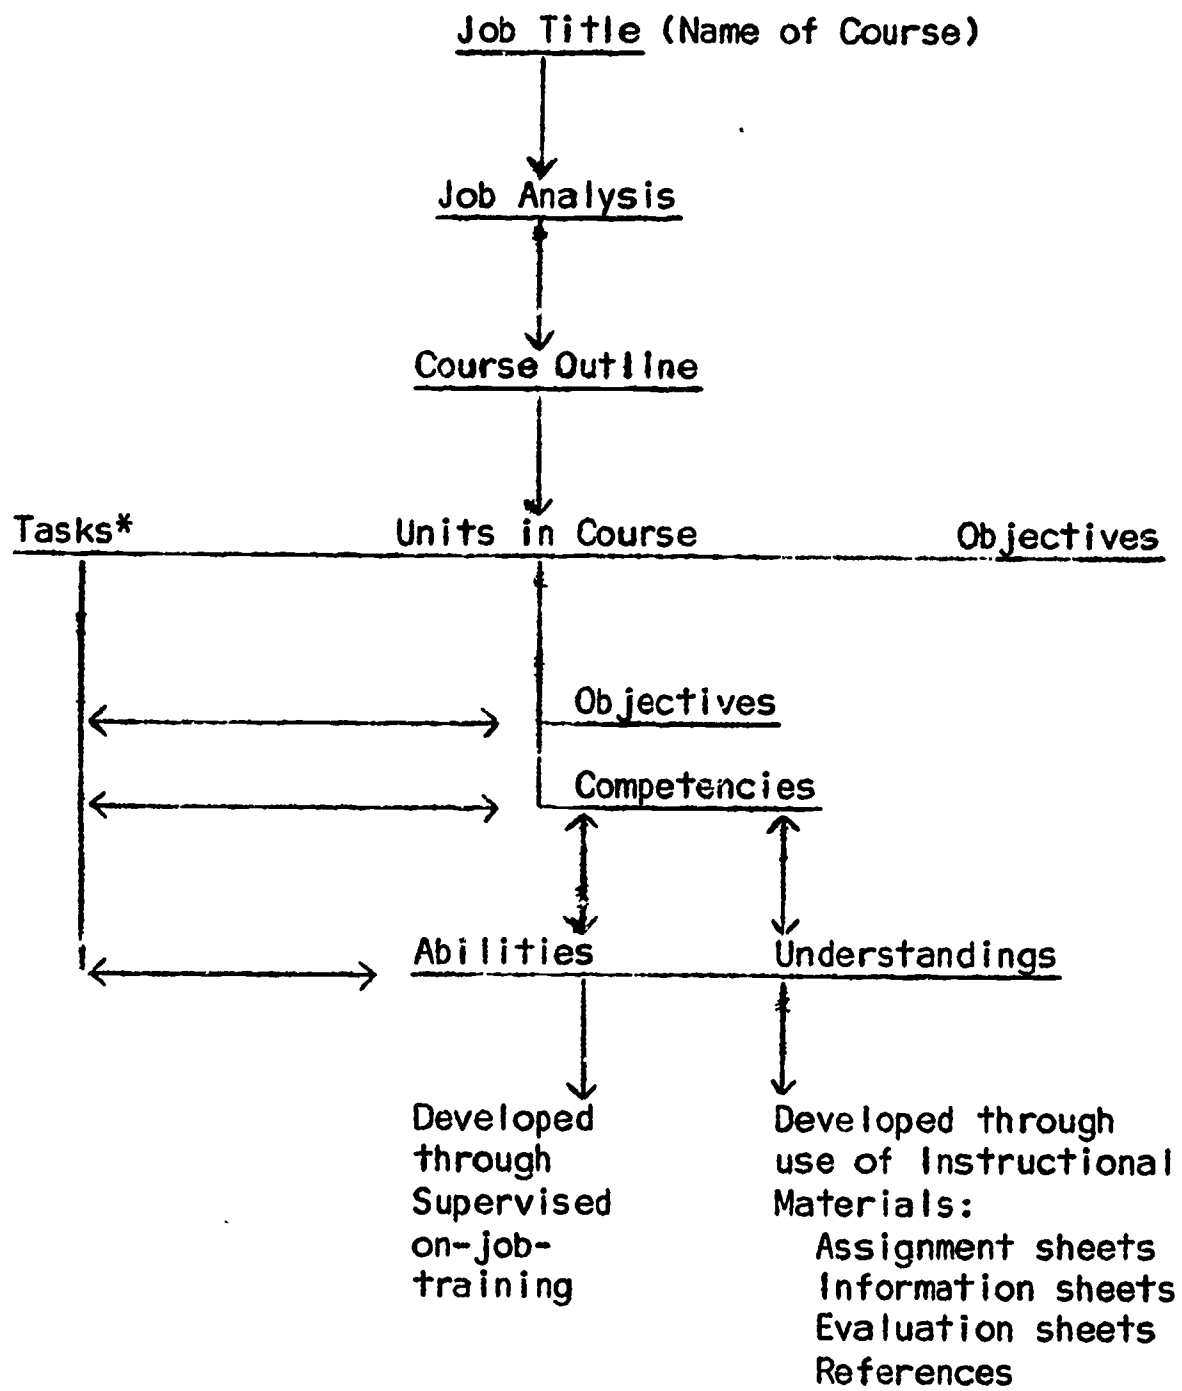 Job Title (Name of Course)
Job Analysis
Course Outline
Tasks* Units in Course Objectives
Objectives
Competencies
Abilities Understandings
Developed
through
Supervised
on-job-
training
Developed through
use of Instructional
Materials:
Assignment sheets
Information sheets
Evaluation sheets
References